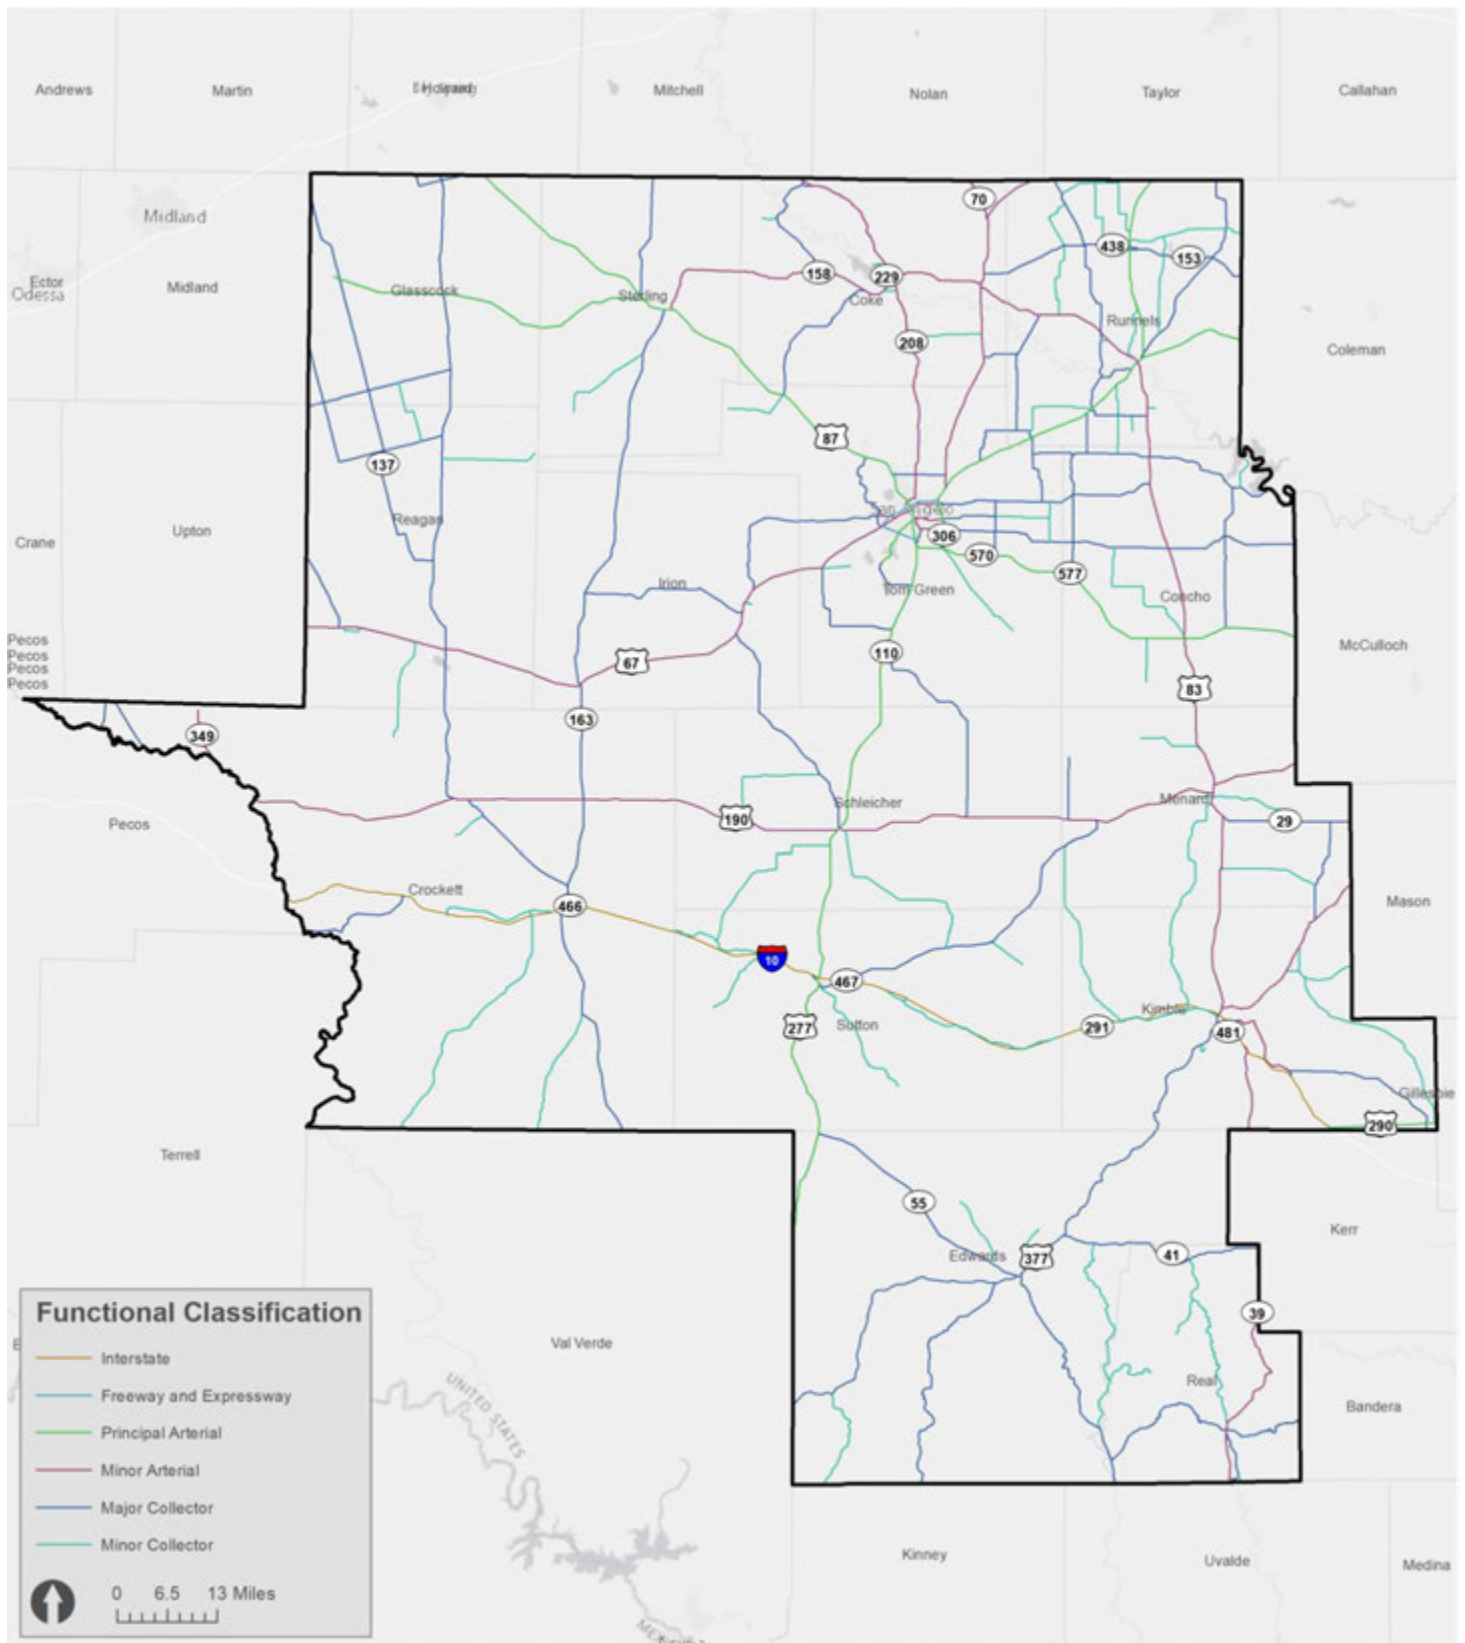 Andrews
Martin
Mitchell
Nolan
Taylor
Callahan
70
Midland
438
153
Ector
Odessa
Midland
Glasscock
Sterling
158
229
Coke
Runnels
208
Coleman
87
137
San Angelo
Reagan
Upton
Crane
306
570
577
Irion
Tom Green
Concho
Pecos
Pecos
Pecos
Pecos
McCulloch
110
67
83
163
349
Schleicher
Menard
190
29
Pecos
Crockett
466
Mason
10
467
277
Sutton
291
Kimble
481
Gillespie
290
Terrell
55
Kerr
Edwards
377
41
39
Val Verde
Real
Bandera
UNITED STATES
Kinney
Uvalde
Medina
Functional Classification
Interstate
Freeway and Expressway
Principal Arterial
Minor Arterial
Major Collector
Minor Collector
0 6.5 13 Miles